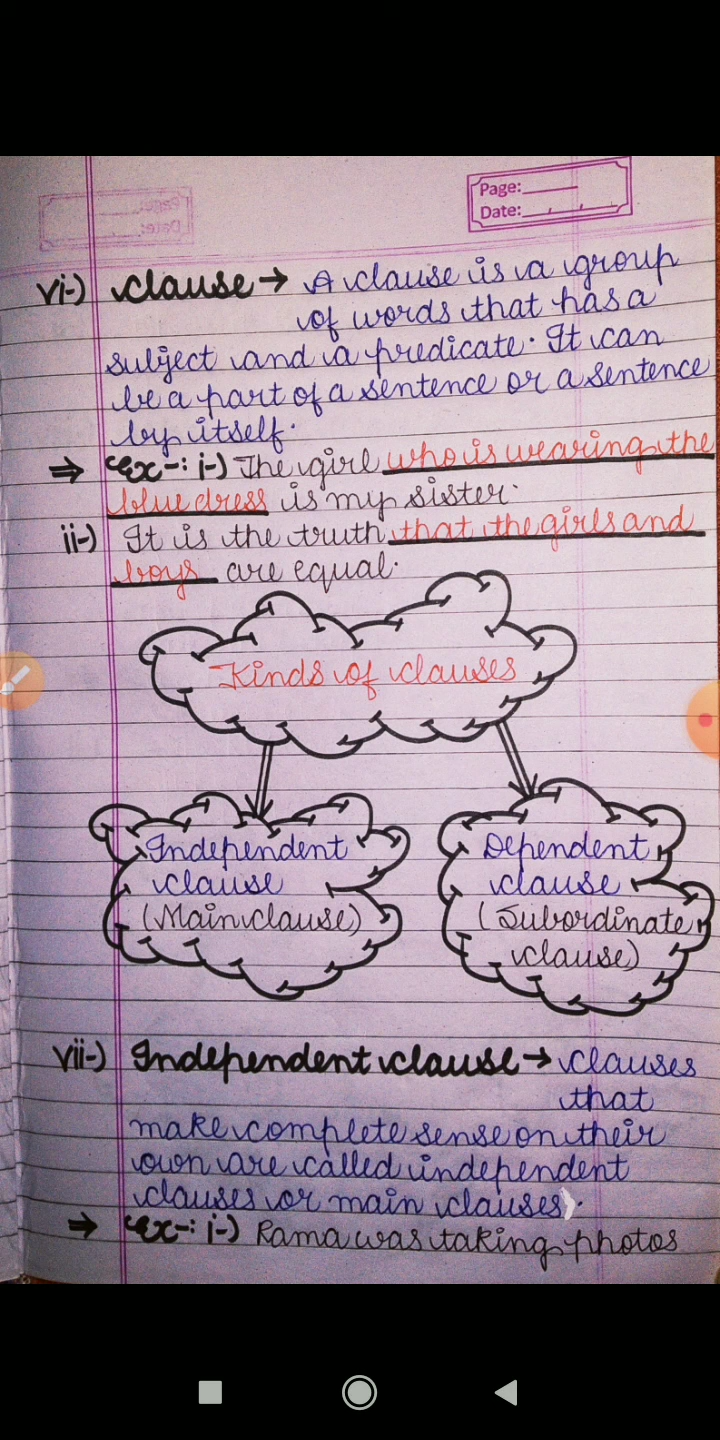 Page:
Date:
vi-) clause → A clause is a group
of words that has a
subject and a predicate. It can
be a part of a sentence or a sentence
by itself.
⇒ Ex-: i-) The girl who is wearing the
blue dress is my sister.
ii-) It is the truth that the girls and
boys are equal.
Kinds of clauses
Independent
clause
(Main clause)
Dependent
clause
(Subordinate
clause)
vii-) Independent clause → clauses
that
make complete sense on their
own are called independent
clauses or main clauses).
⇒ Ex-: i-) Rama was taking photos